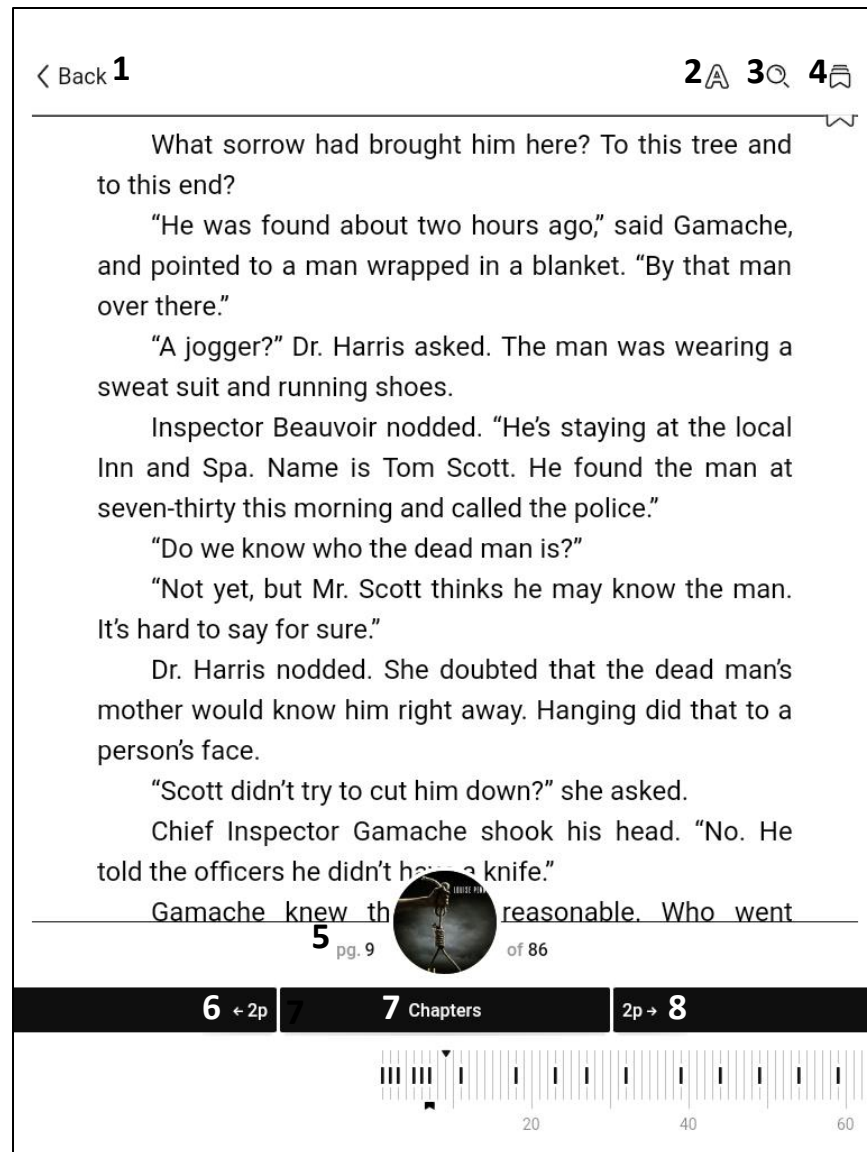 Back 1 2 A 3 4
What sorrow had brought him here? To this tree and
to this end?
“He was found about two hours ago,” said Gamache,
and pointed to a man wrapped in a blanket. “By that man
over there.”
“A jogger?” Dr. Harris asked. The man was wearing a
sweat suit and running shoes.
Inspector Beauvoir nodded. “He’s staying at the local
Inn and Spa. Name is Tom Scott. He found the man at
seven-thirty this morning and called the police.”
“Do we know who the dead man is?”
“Not yet, but Mr. Scott thinks he may know the man.
It’s hard to say for sure.”
Dr. Harris nodded. She doubted that the dead man’s
mother would know him right away. Hanging did that to a
person’s face.
“Scott didn’t try to cut him down?” she asked.
Chief Inspector Gamache shook his head. “No. He
told the officers he didn’t have a knife.”
Gamache knew th reasonable. Who went
LOUISE PEN
5 pg. 9 of 86
6 ← 2p 7 7 Chapters 2p → 8
20 40 60